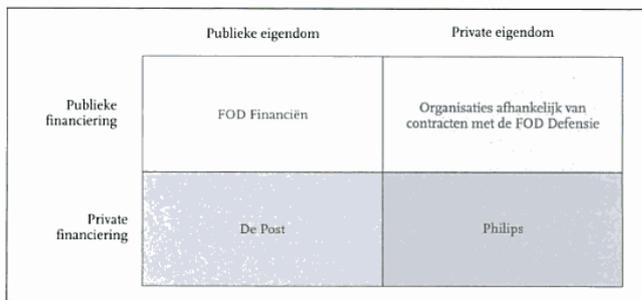 Publieke eigendom
Private eigendom
Publieke
financiering
FOD Financiën
Organisaties afhankelijk van
contracten met de FOD Defensie
Private
financiering
De Post
Philips